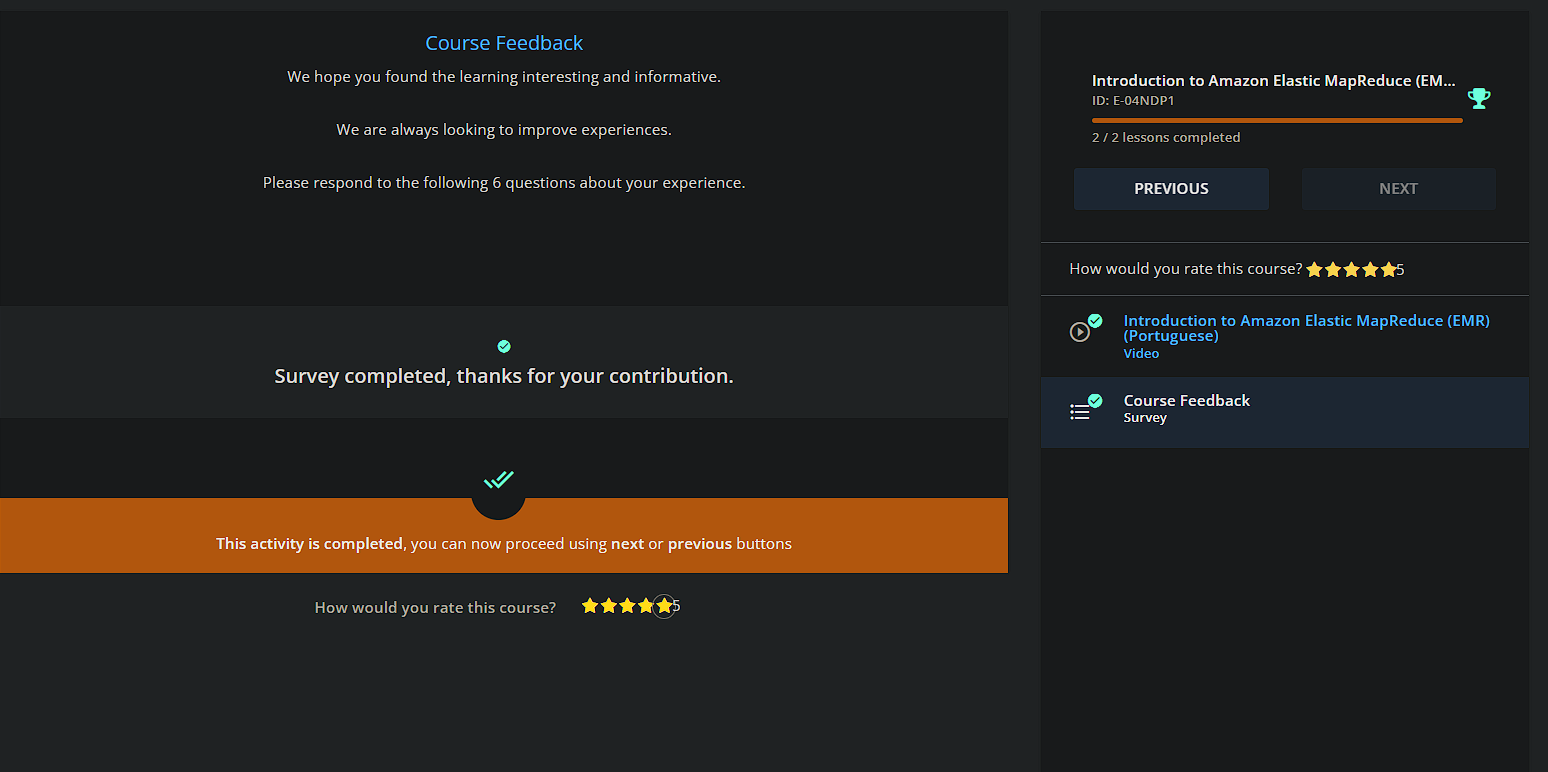 Course Feedback
We hope you found the learning interesting and informative.
We are always looking to improve experiences.
Please respond to the following 6 questions about your experience.
Survey completed, thanks for your contribution.
This activity is completed, you can now proceed using next or previous buttons
How would you rate this course? 5
Introduction to Amazon Elastic MapReduce (EM...
ID: E-04NDP1
2 / 2 lessons completed
PREVIOUS
NEXT
How would you rate this course? 5
Introduction to Amazon Elastic MapReduce (EMR)
(Portuguese)
Video
Course Feedback
Survey